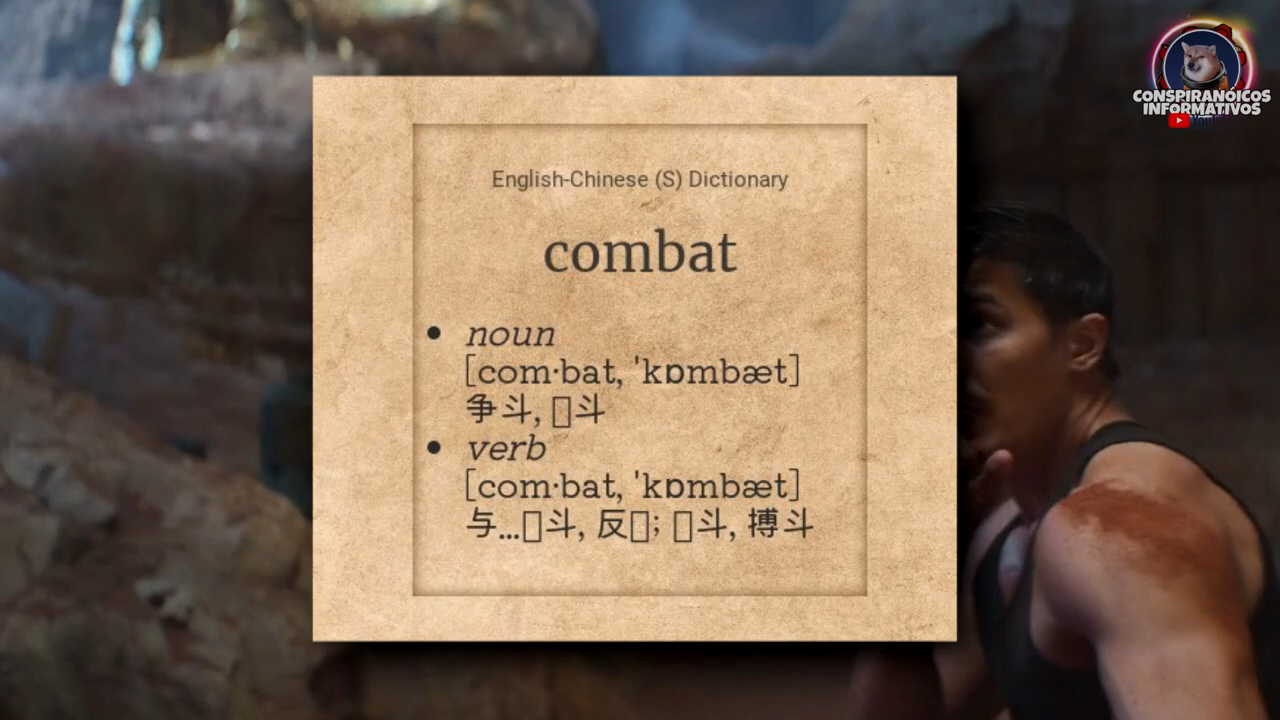 CONSPIRANOICOS
INFORMATIVOS
English-Chinese (S) Dictionary
combat
• noun
[com·bat, ˈkɒmbæt]
争斗, □斗
• verb
[com·bat, ˈkɒmbæt]
与...□斗, 反□; □斗, 搏斗